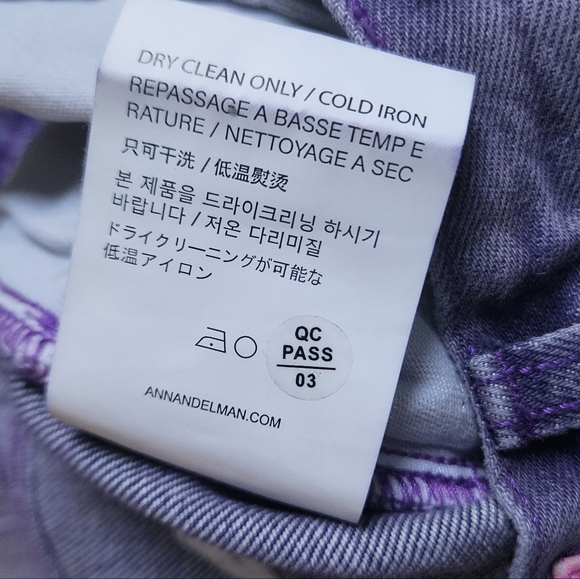 DRY CLEAN ONLY / COLD IRON
REPASSAGE A BASSE TEMP E
RATURE / NETTOYAGE A SEC
只可干洗 / 低温熨烫
본 제품을 드라이크리닝 하시기
바랍니다 / 저온 다리미질
ドライクリーニングが可能な
低温アイロン
QC
PASS
03
ANNANDELMAN.COM